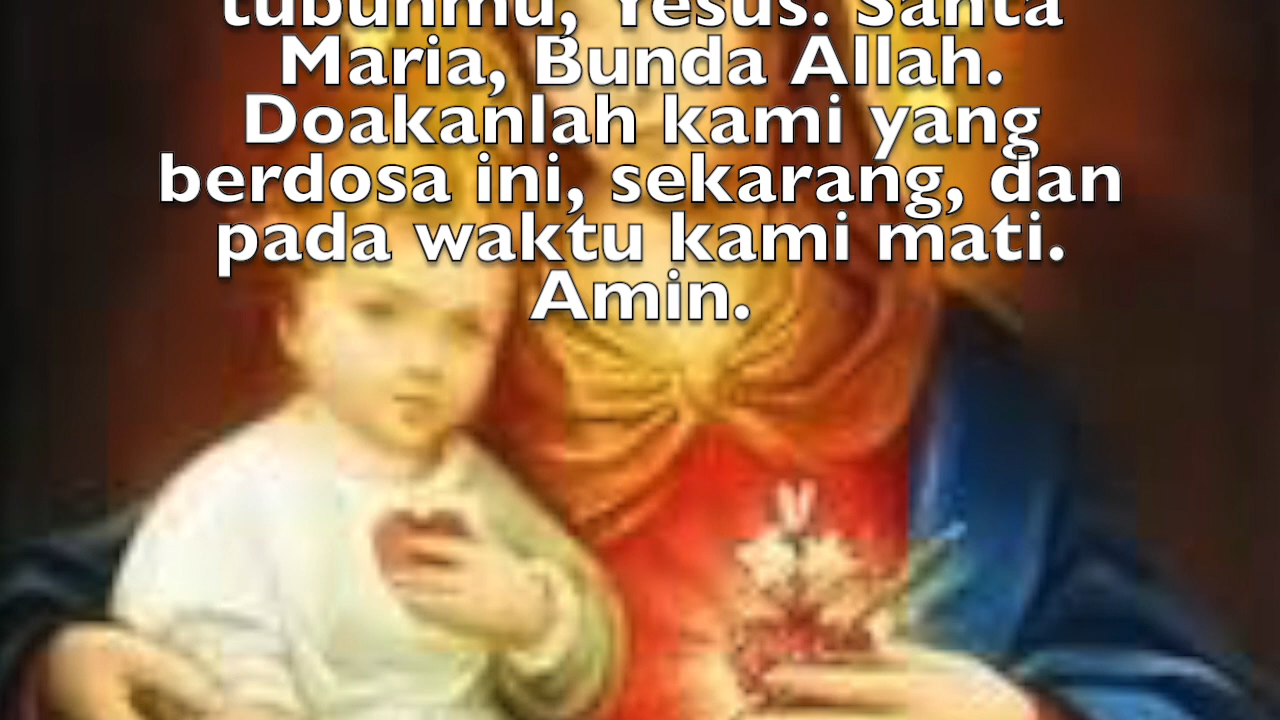 tubuhmu, Yesus. Santa
Maria, Bunda Allah.
Doakanlah kami yang
berdosa ini, sekarang, dan
pada waktu kami mati.
Amin.